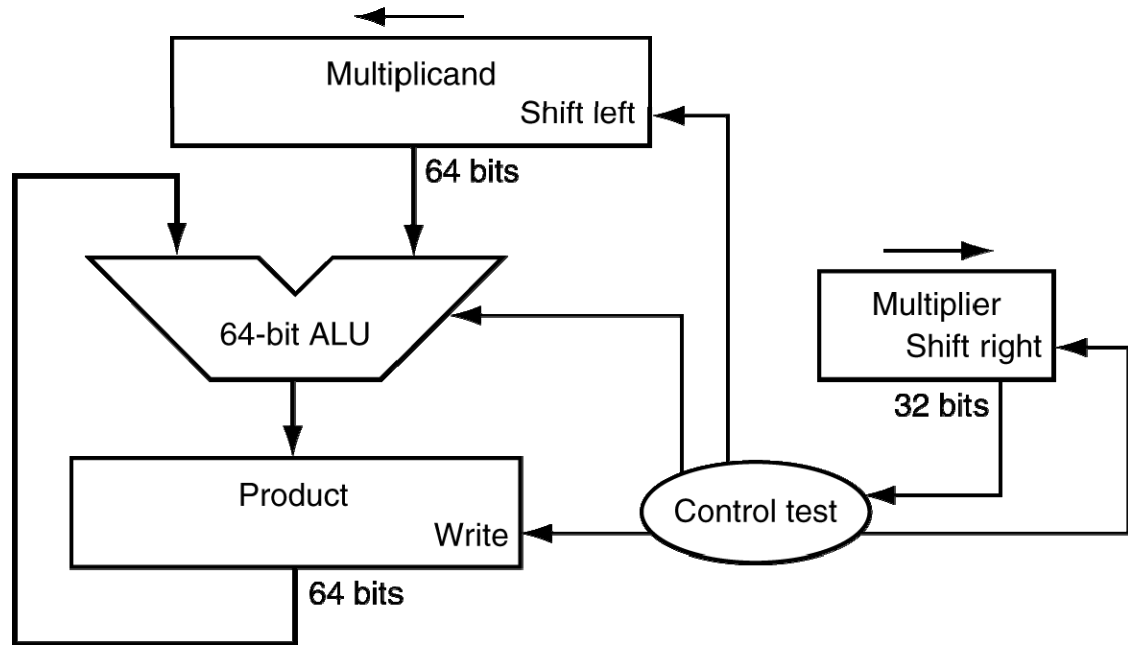 Multiplicand
Shift left
64 bits
64-bit ALU
Multiplier
Shift right
32 bits
Product
Write
64 bits
Control test